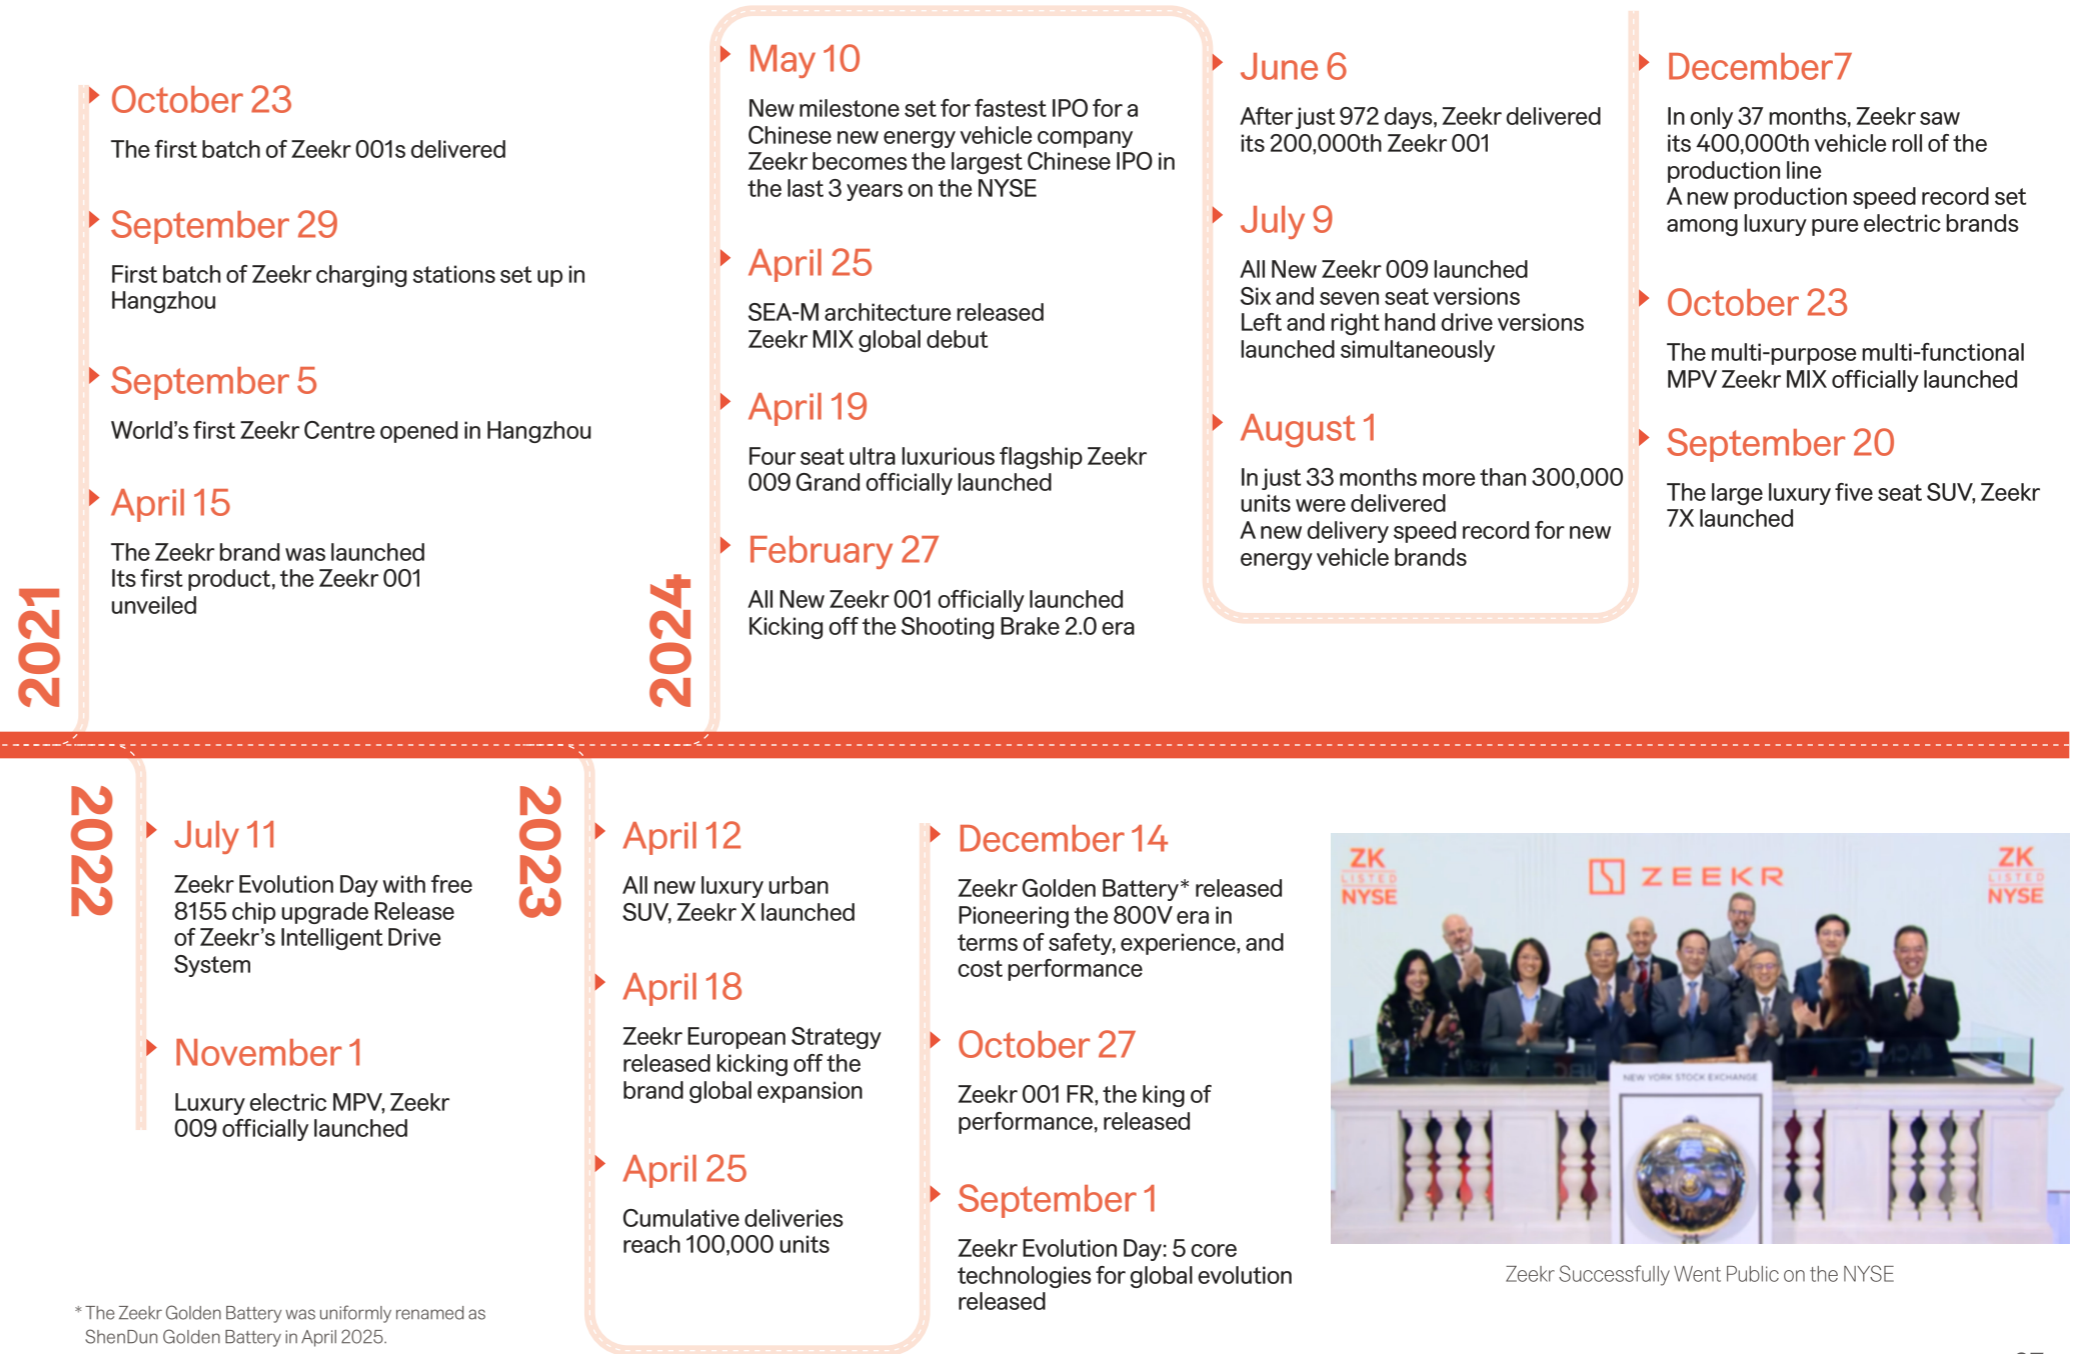 2021
October 23
The first batch of Zeekr 001s delivered
September 29
First batch of Zeekr charging stations set up in
Hangzhou
September 5
World's first Zeekr Centre opened in Hangzhou
April 15
The Zeekr brand was launched
Its first product, the Zeekr 001
unveiled
2024
May 10
New milestone set for fastest IPO for a
Chinese new energy vehicle company
Zeekr becomes the largest Chinese IPO in
the last 3 years on the NYSE
April 25
SEA-M architecture released
Zeekr MIX global debut
April 19
Four seat ultra luxurious flagship Zeekr
009 Grand officially launched
February 27
All New Zeekr 001 officially launched
Kicking off the Shooting Brake 2.0 era
June 6
After just 972 days, Zeekr delivered
its 200,000th Zeekr 001
July 9
All New Zeekr 009 launched
Six and seven seat versions
Left and right hand drive versions
launched simultaneously
August 1
In just 33 months more than 300,000
units were delivered
A new delivery speed record for new
energy vehicle brands
December7
In only 37 months, Zeekr saw
its 400,000th vehicle roll of the
production line
A new production speed record set
among luxury pure electric brands
October 23
The multi-purpose multi-functional
MPV Zeekr MIX officially launched
September 20
The large luxury five seat SUV, Zeekr
7X launched
2022
July 11
Zeekr Evolution Day with free
8155 chip upgrade Release
of Zeekr's Intelligent Drive
System
November 1
Luxury electric MPV, Zeekr
009 officially launched
2023
April 12
All new luxury urban
SUV, Zeekr X launched
April 18
Zeekr European Strategy
released kicking off the
brand global expansion
April 25
Cumulative deliveries
reach 100,000 units
December 14
Zeekr Golden Battery* released
Pioneering the 800V era in
terms of safety, experience, and
cost performance
October 27
Zeekr 001 FR, the king of
performance, released
September 1
Zeekr Evolution Day: 5 core
technologies for global evolution
released
ZK
LISTED
NYSE
ZEEKR
ZK
LISTED
NYSE
NEW YORK STOCK EXCHANGE
Zeekr Successfully Went Public on the NYSE
* The Zeekr Golden Battery was uniformly renamed as
ShenDun Golden Battery in April 2025.